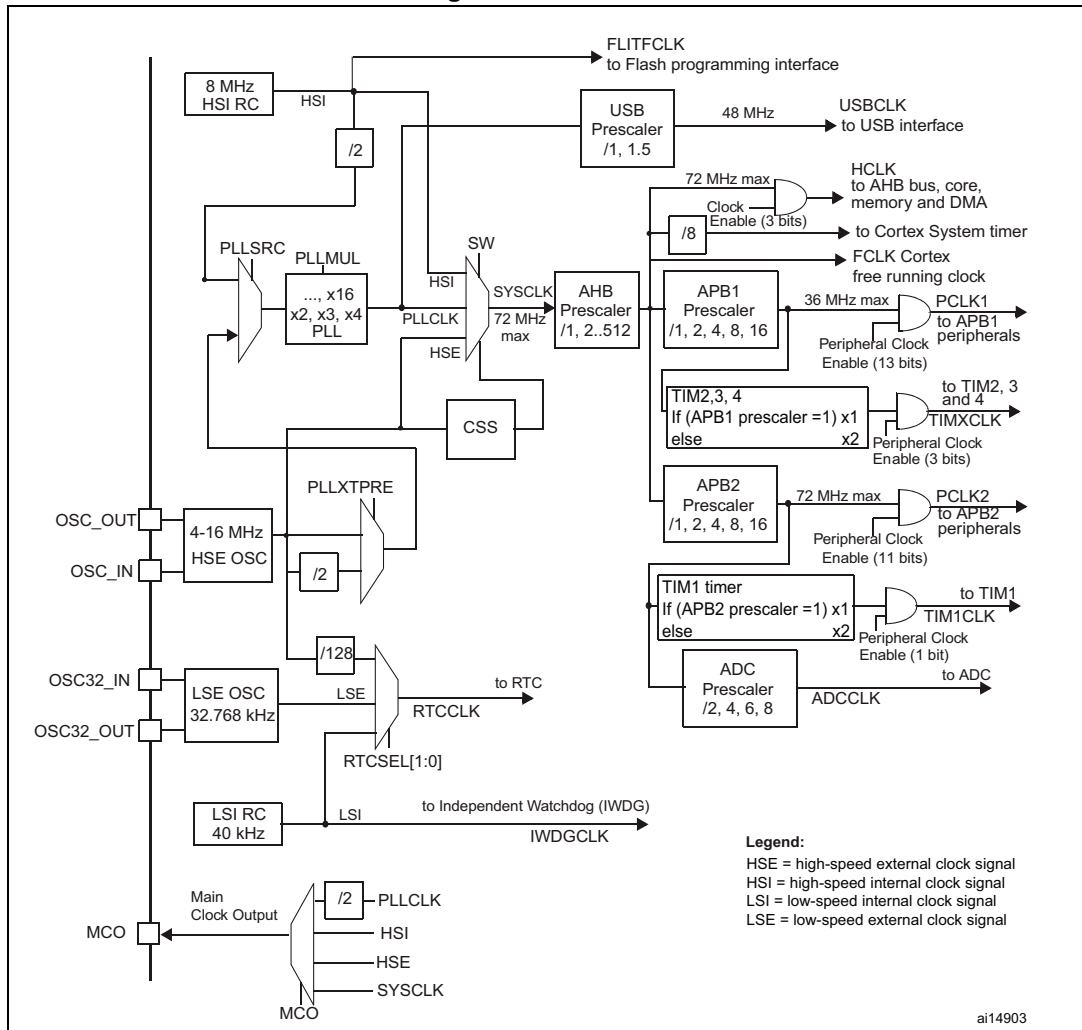 FLITFCLK
to Flash programming interface
8 MHz
HSI RC
HSI
/2
USB
Prescaler
/1, 1.5
48 MHz
USBCLK
to USB interface
HCLK
to AHB bus, core,
memory and DMA
72 MHz max
Clock
Enable (3 bits)
/8
to Cortex System timer
FCLK Cortex
free running clock
PLLSRC
PLLMUL
..., x16
x2, x3, x4
PLL
SW
HSI
PLLCLK
HSE
SYSCLK
72 MHz
max
AHB
Prescaler
/1, 2..512
APB1
Prescaler
/1, 2, 4, 8, 16
36 MHz max
PCLK1
to APB1
peripherals
Peripheral Clock
Enable (13 bits)
TIM2,3, 4
If (APB1 prescaler =1) x1
else x2
to TIM2, 3
and 4
TIMXCLK
Peripheral Clock
Enable (3 bits)
CSS
PLLXTPRE
APB2
Prescaler
/1, 2, 4, 8, 16
72 MHz max
PCLK2
to APB2
peripherals
Peripheral Clock
Enable (11 bits)
OSC_OUT
OSC_IN
4-16 MHz
HSE OSC
/2
TIM1 timer
If (APB2 prescaler =1) x1
else x2
to TIM1
TIM1CLK
Peripheral Clock
Enable (1 bit)
/128
OSC32_IN
OSC32_OUT
LSE OSC
32.768 kHz
LSE
to RTC
RTCCLK
RTCSEL[1:0]
ADC
Prescaler
/2, 4, 6, 8
to ADC
ADCCLK
LSI RC
40 kHz
LSI
to Independent Watchdog (IWDG)
IWDGCLK
Legend:
HSE = high-speed external clock signal
HSI = high-speed internal clock signal
LSI = low-speed internal clock signal
LSE = low-speed external clock signal
Main
Clock Output
MCO
/2
PLLCLK
HSI
HSE
SYSCLK
MCO
ai14903